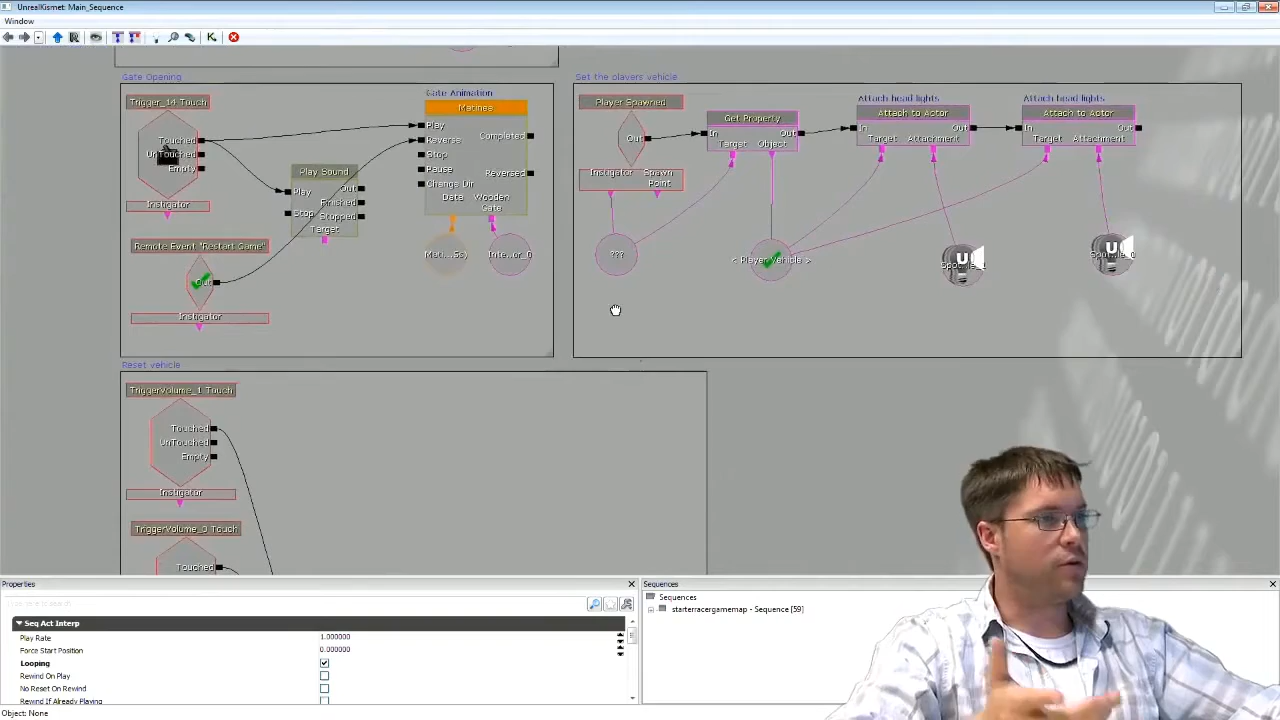 UnrealKismet: Main_Sequence
Window
Gate Opening
Set the players vehicle
Trigger_14 Touch
Touched
UnTouched
Empty
Instigator
Remote Event "Restart Game"
Out
Instigator
Play Sound
Play
Stop
Out
Finished
Stopped
Target
Gate Animation
Matinee
Play
Reverse
Stop
Pause
Change Dir
Completed
Reversed
Data
Wooden Gate
Inte...or_0
Player Spawned
Out
Instigator
Spawn Point
???
Get Property
In
Out
Target
Object
< Player Vehicle >
Attach head lights
Attach to Actor
In
Out
Target
Attachment
Attach head lights
Attach to Actor
In
Out
Target
Attachment
Reset vehicle
TriggerVolume_1 Touch
Touched
UnTouched
Empty
Instigator
TriggerVolume_0 Touch
Touched
Properties
Seq Act Interp
Play Rate 1.000000
Force Start Position 0.000000
Looping
Rewind On Play
No Reset On Rewind
Rewind If Already Playing
Sequences
Sequences
starterracergamemap - Sequence [59]
Object: None